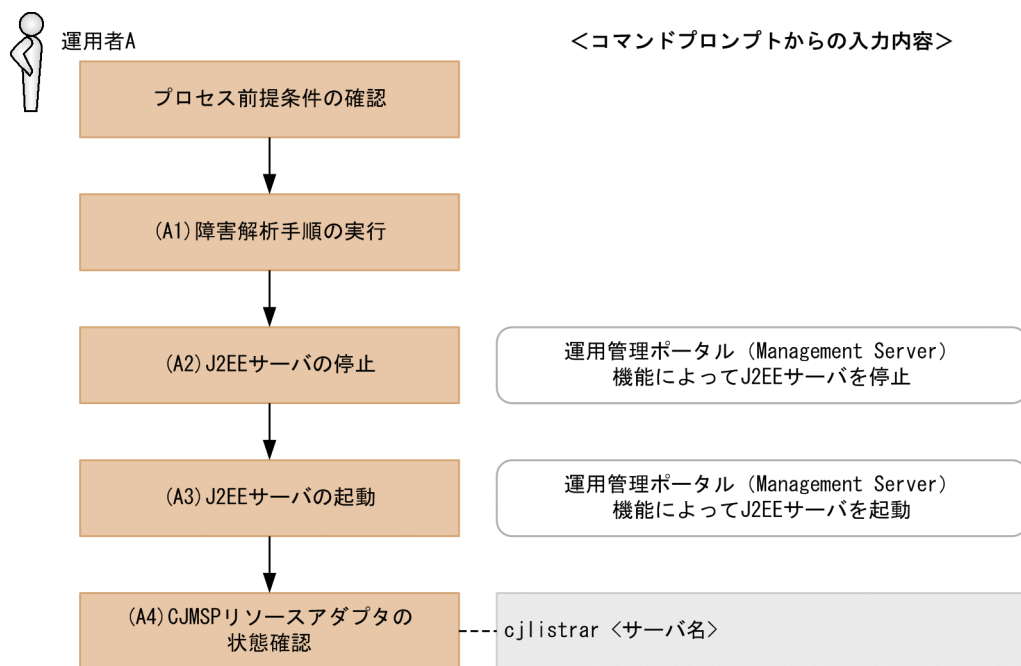 運用者A
<コマンドプロンプトからの入力内容>
プロセス前提条件の確認
(A1)障害解析手順の実行
(A2)J2EEサーバの停止
運用管理ポータル(Management Server)
機能によってJ2EEサーバを停止
(A3)J2EEサーバの起動
運用管理ポータル(Management Server)
機能によってJ2EEサーバを起動
(A4)CJMSPリソースアダプタの
状態確認
cjlistrar <サーバ名>